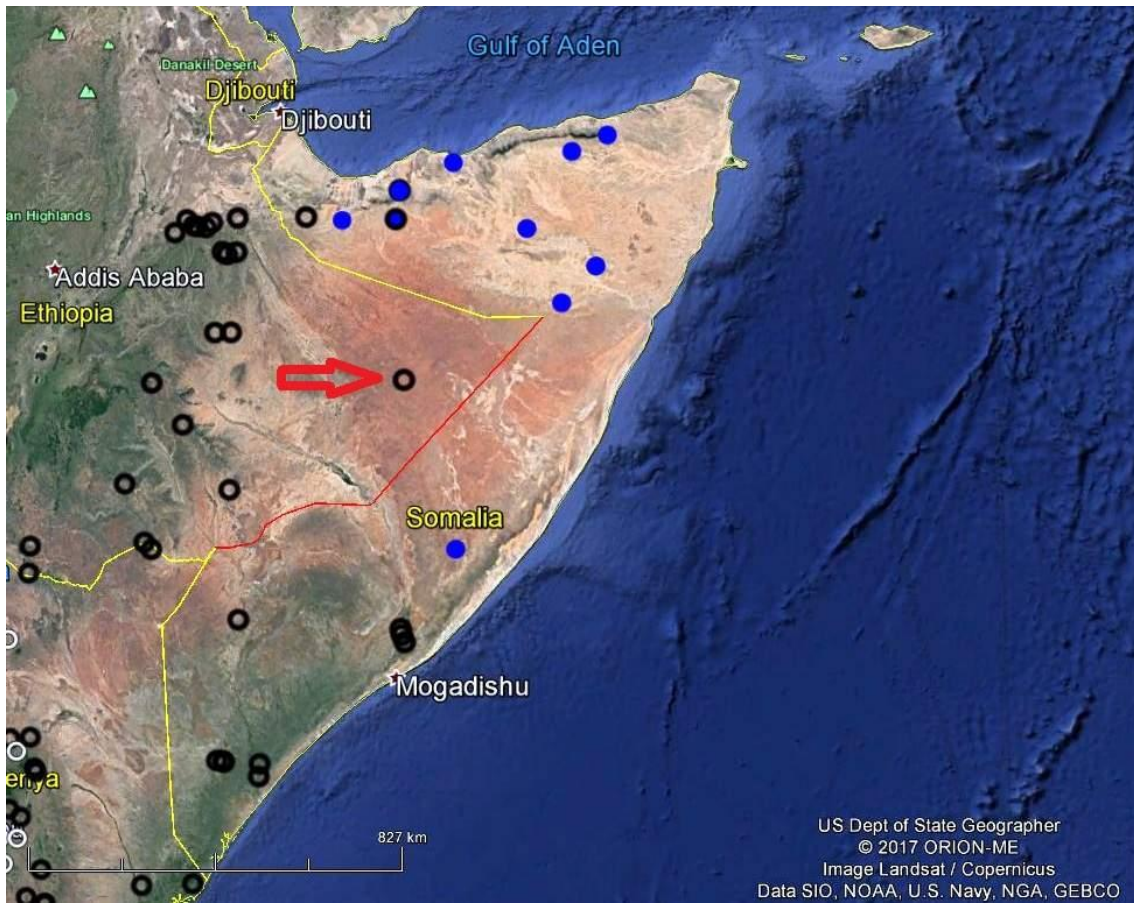 Gulf of Aden
Danakil Desert
Djibouti
Djibouti
an Highlands
Addis Ababa
Ethiopia
Somalia
Mogadishu
enya
827 km
US Dept of State Geographer
© 2017 ORION-ME
Image Landsat / Copernicus
Data SIO, NOAA, U.S. Navy, NGA, GEBCO